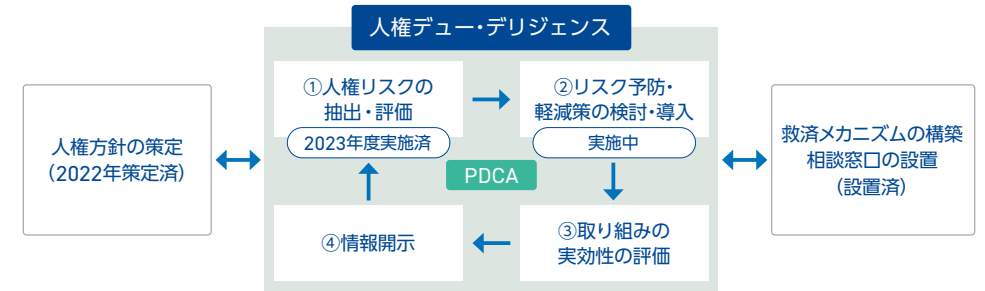 人権デュー・デリジェンス
人権方針の策定
（2022年策定済）
①人権リスクの
抽出・評価
2023年度実施済
②リスク予防・
軽減策の検討・導入
実施中
PDCA
③取り組みの
実効性の評価
④情報開示
救済メカニズムの構築
相談窓口の設置
（設置済）